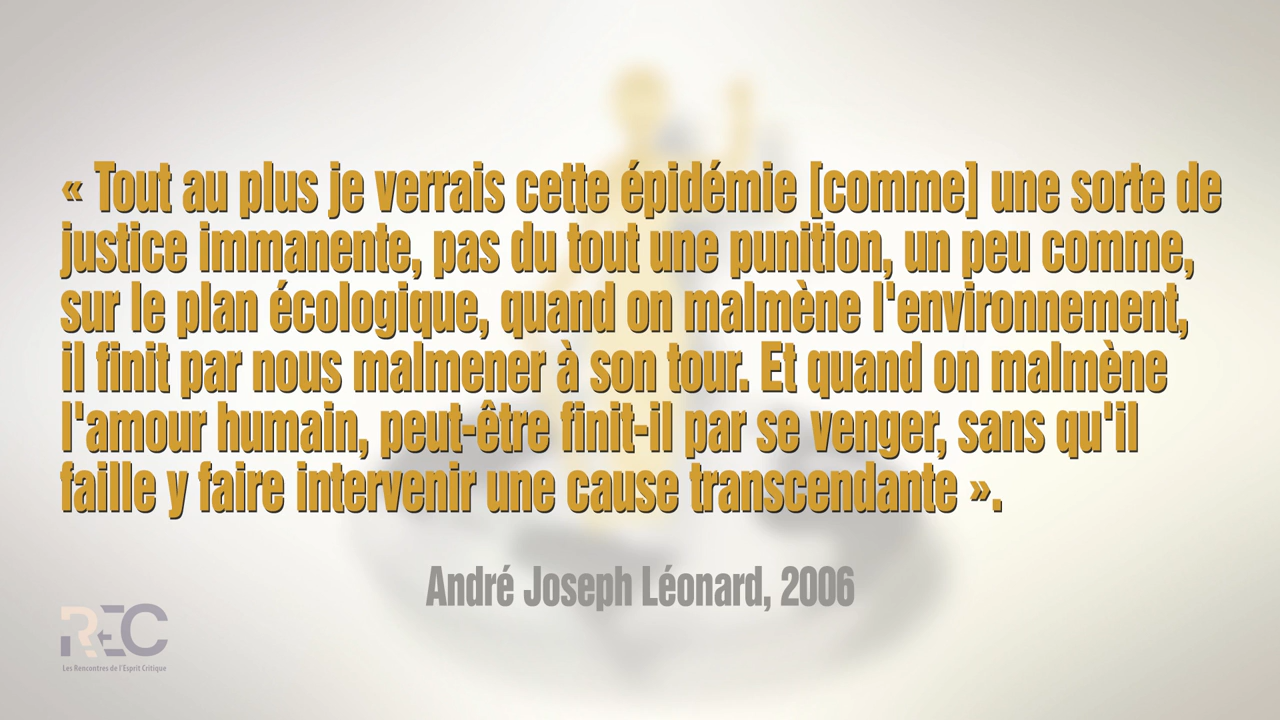 « Tout au plus je verrais cette épidémie [comme] une sorte de
justice immanente, pas du tout une punition, un peu comme,
sur le plan écologique, quand on malmène l'environnement,
il finit par nous malmener à son tour. Et quand on malmène
l'amour humain, peut-être finit-il par se venger, sans qu'il
faille y faire intervenir une cause transcendante ».
André Joseph Léonard, 2006
REC
Les Rencontres de l'Esprit Critique